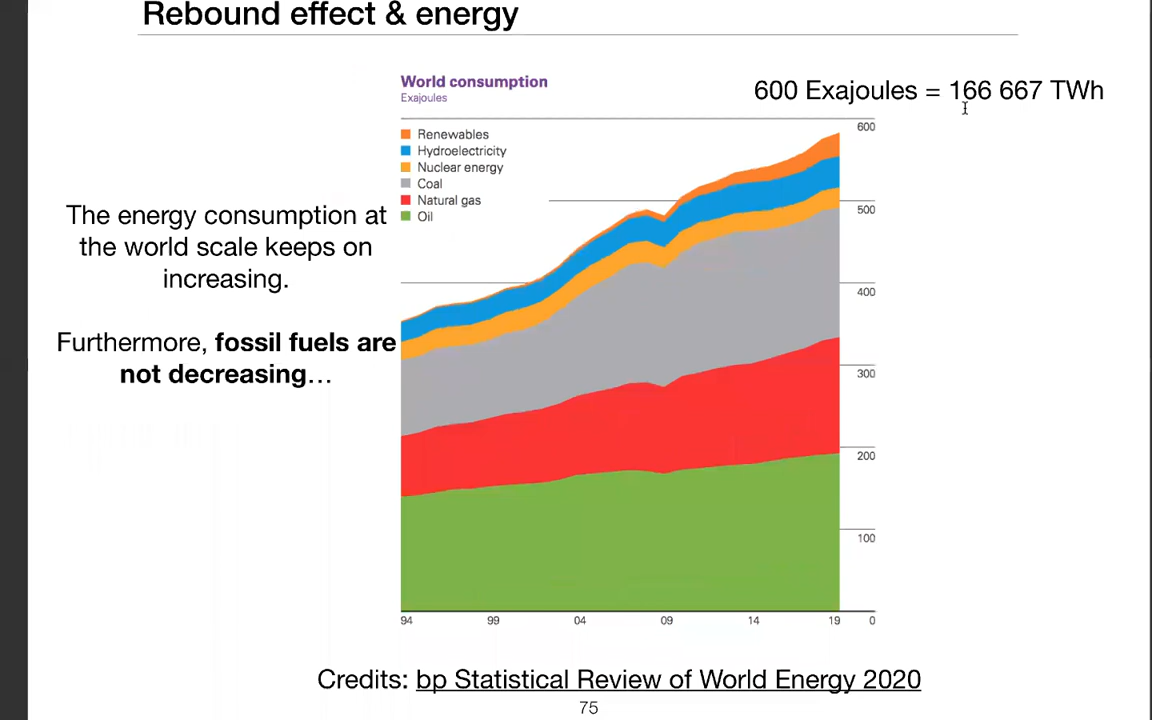 Rebound effect & energy
World consumption
Exajoules
600 Exajoules = 166 667 TWh
Renewables
Hydroelectricity
Nuclear energy
Coal
Natural gas
Oil
The energy consumption at
the world scale keeps on
increasing.
Furthermore, fossil fuels are
not decreasing…
600
500
400
300
200
100
0
94
99
04
09
14
19
Credits: bp Statistical Review of World Energy 2020
75